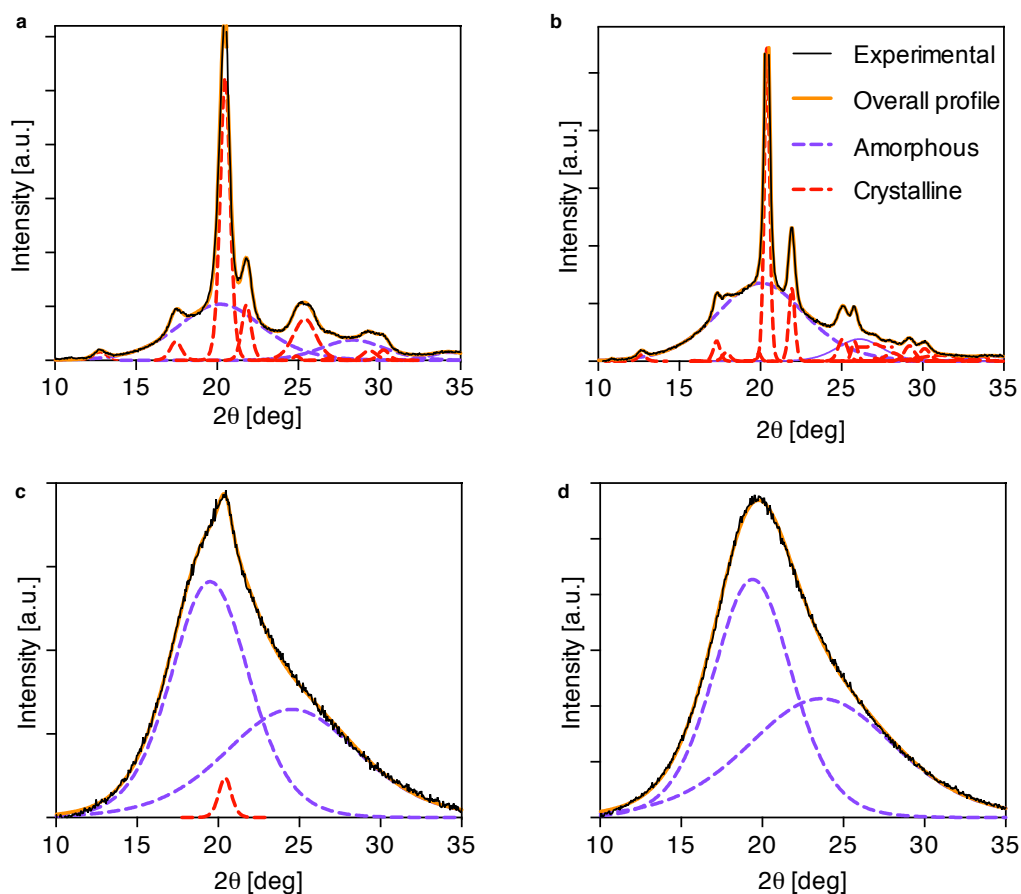 a
Intensity [a.u.]
10 15 20 25 30 35
2θ [deg]
b
Intensity [a.u.]
Experimental
Overall profile
Amorphous
Crystalline
10 15 20 25 30 35
2θ [deg]
c
Intensity [a.u.]
10 15 20 25 30 35
2θ [deg]
d
Intensity [a.u.]
10 15 20 25 30 35
2θ [deg]